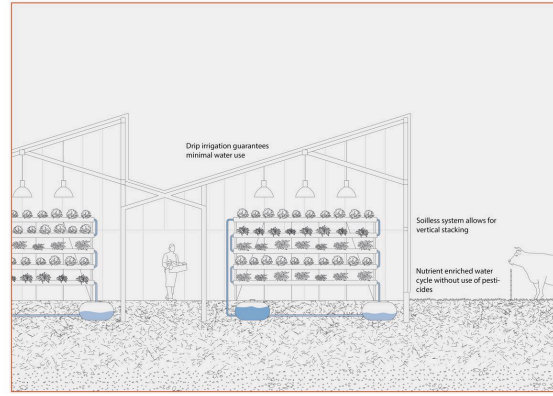 Drip irrigation guarantees
minimal water use
Soilless system allows for
vertical stacking
Nutrient enriched water
cycle without use of pesti-
cides